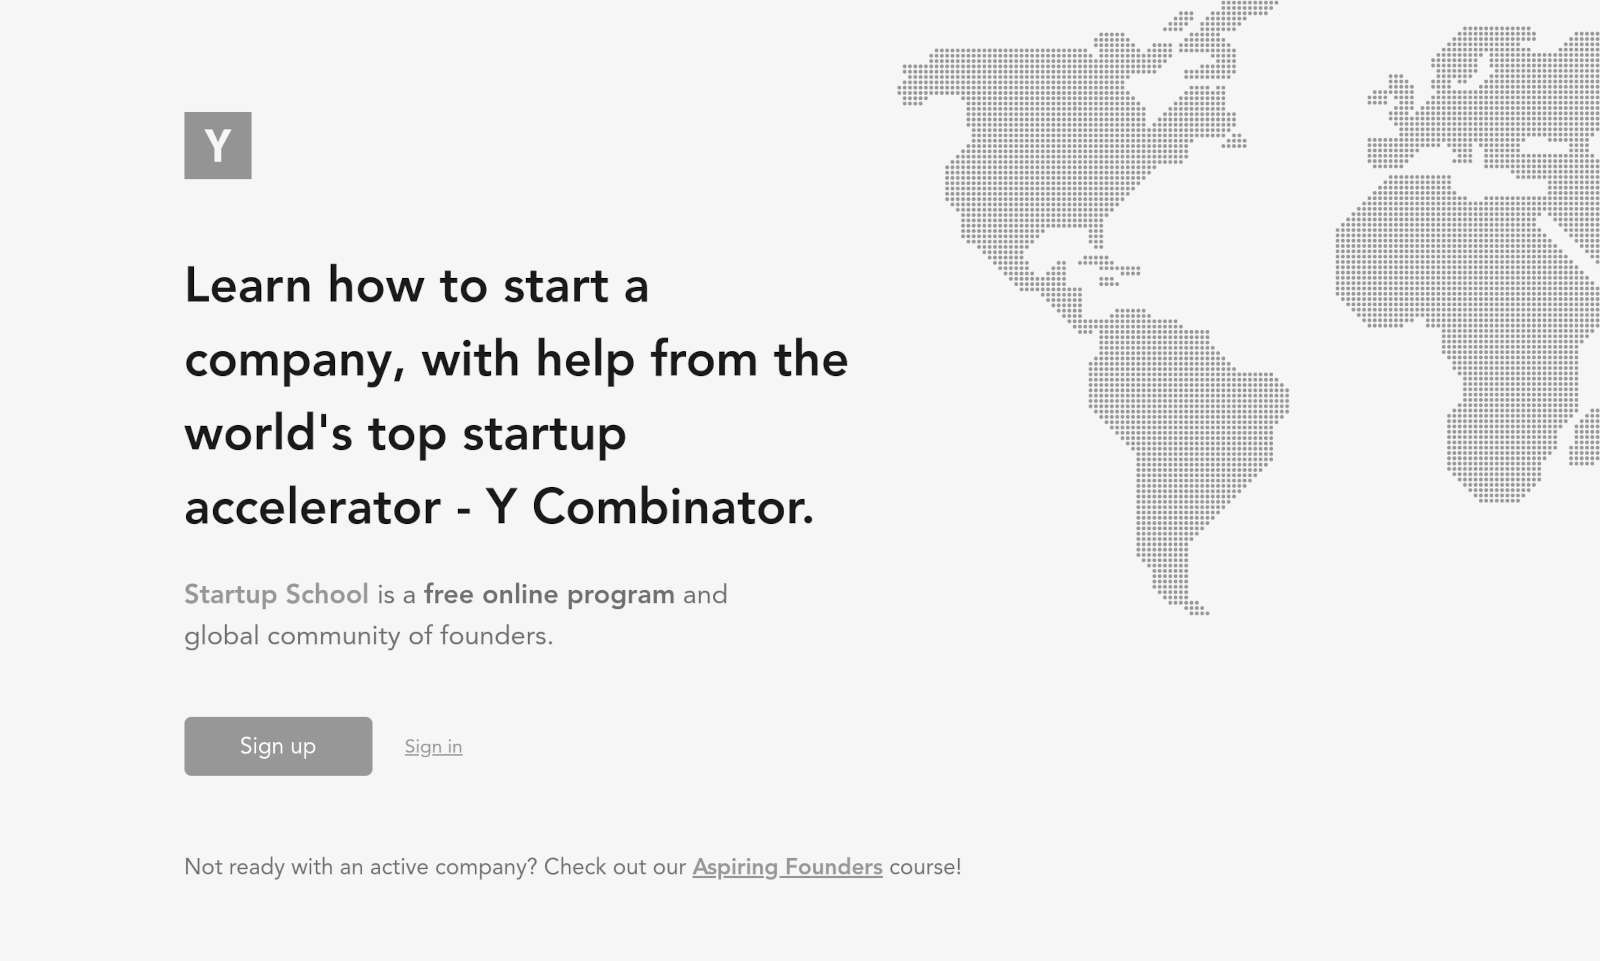 Y
Learn how to start a
company, with help from the
world's top startup
accelerator - Y Combinator.
Startup School is a free online program and
global community of founders.
Sign up
Sign in
Not ready with an active company? Check out our Aspiring Founders course!